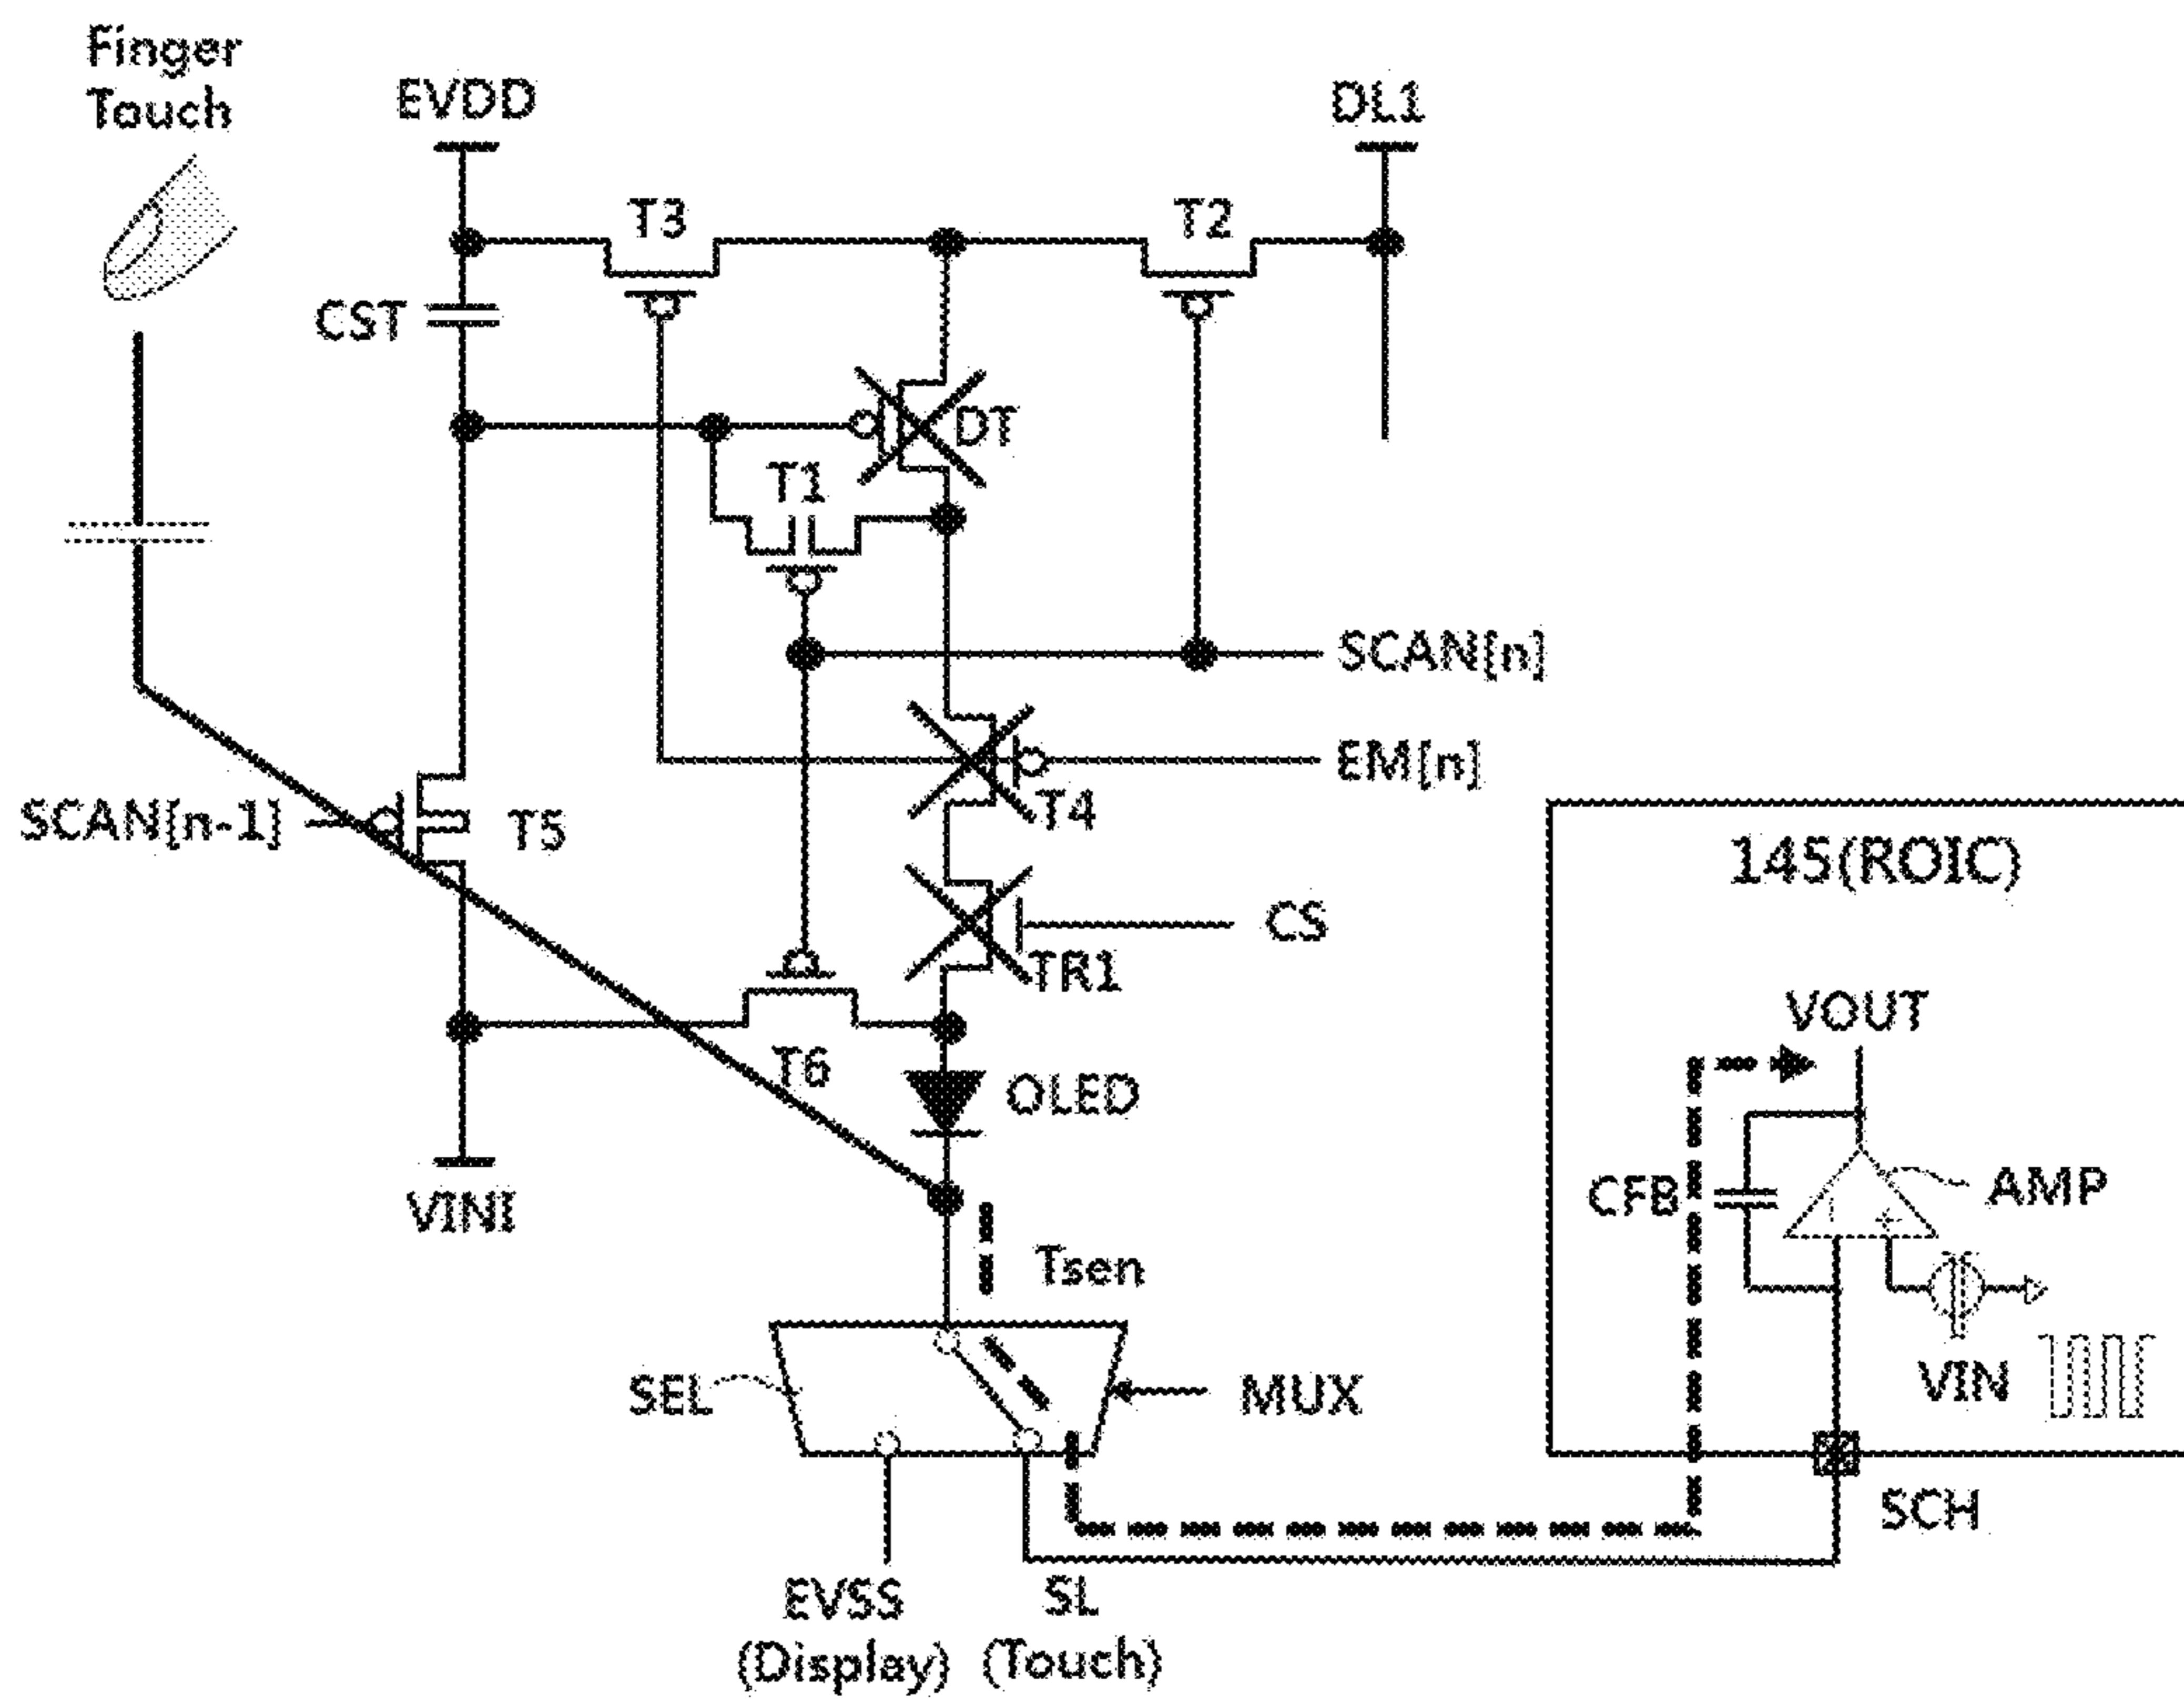 Finger
Touch
EVDD
DL1
T3
T2
CST
DT
T1
SCAN[n]
EM[n]
SCAN[n-1]
T5
T4
145(ROIC)
CS
TR1
VOUT
T6
OLED
CFB
AMP
VINI
Tsen
- +
SEL
MUX
VIN
SCH
EVSS
SL
(Display)
(Touch)